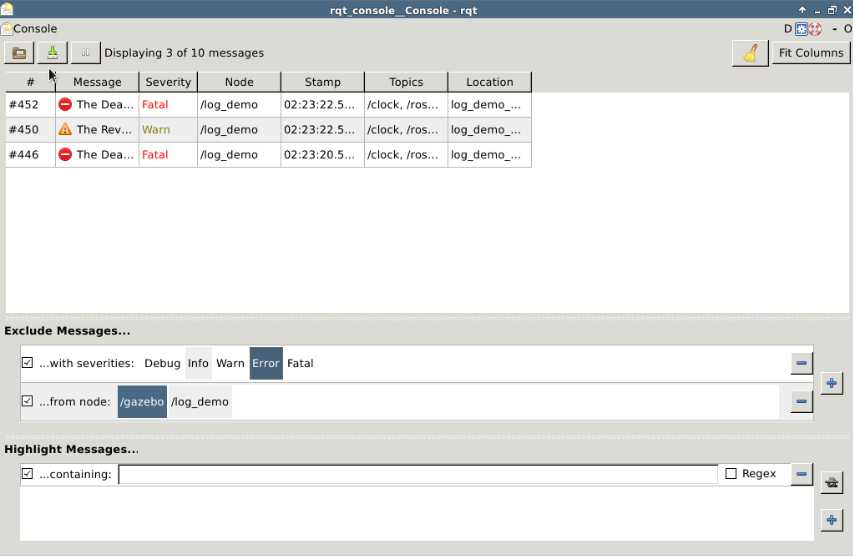 rqt_console__Console - rqt
Console D - O
Displaying 3 of 10 messages Fit Columns
# Message Severity Node Stamp Topics Location
#452 The Dea... Fatal /log_demo 02:23:22.5... /clock, /ros... log_demo_...
#450 The Rev... Warn /log_demo 02:23:22.5... /clock, /ros... log_demo_...
#446 The Dea... Fatal /log_demo 02:23:20.5... /clock, /ros... log_demo_...
Exclude Messages...
...with severities: Debug Info Warn Error Fatal
...from node: /gazebo /log_demo
Highlight Messages...
...containing: Regex